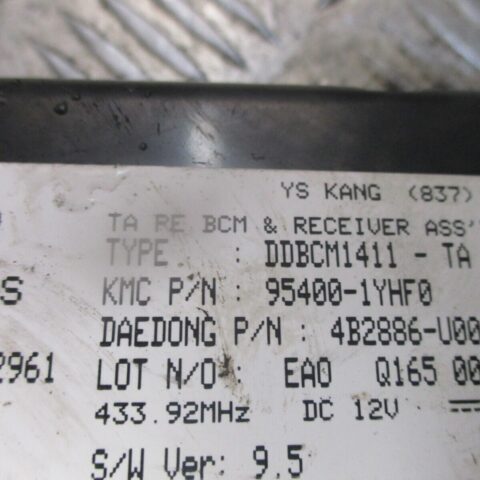 YS KANG (837)
TA RE BCM & RECEIVER ASS'
TYPE : DDBCM1411 - TA
S KMC P/N : 95400-1YHF0
DAEDONG P/N : 4B2886-U00
2961 LOT N/O : EAO Q165 00
433.92MHz DC 12V
S/W Ver: 9.5